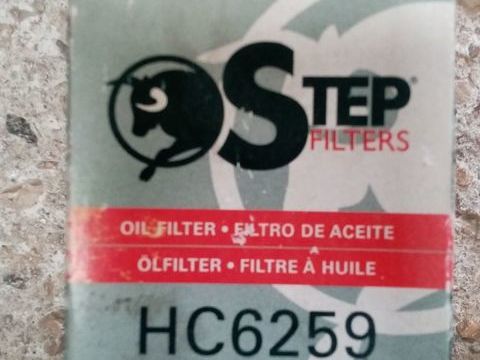 STEP®
FILTERS
OIL FILTER • FILTRO DE ACEITE
ÖLFILTER • FILTRE À HUILE
HC6259